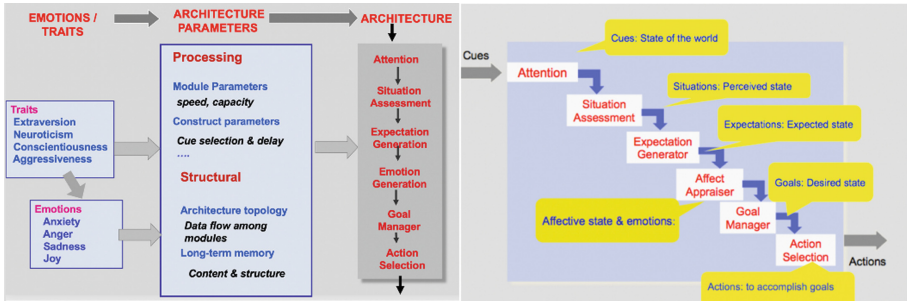 EMOTIONS /
TRAITS
ARCHITECTURE
PARAMETERS
ARCHITECTURE
Traits
Extraversion
Neuroticism
Conscientiousness
Aggressiveness
Emotions
Anxiety
Anger
Sadness
Joy
Processing
Module Parameters
speed, capacity
Construct parameters
Cue selection & delay
....
Structural
Architecture topology
Data flow among
modules
Long-term memory
Content & structure
Attention
Situation
Assessment
Expectation
Generation
Emotion
Generation
Goal
Manager
Action
Selection
Cues
Cues: State of the world
Attention
Situations: Perceived state
Situation
Assessment
Expectations: Expected state
Expectation
Generator
Goals: Desired state
Affect
Appraiser
Affective state & emotions:
Goal
Manager
Action
Selection
Actions
Actions: to accomplish goals